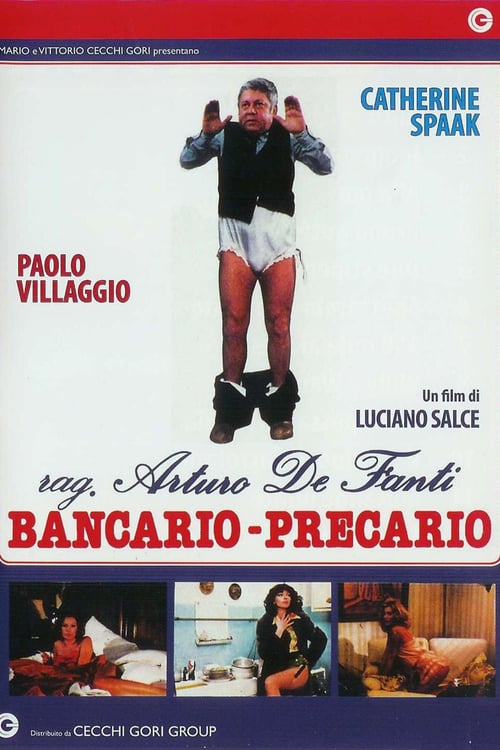 MARIO e VITTORIO CECCHI GORI presentano
CATHERINE
SPAAK
PAOLO
VILLAGGIO
Un film di
LUCIANO SALCE
rag. Arturo De Fanti
BANCARIO-PRECARIO
Distribuito da CECCHI GORI GROUP